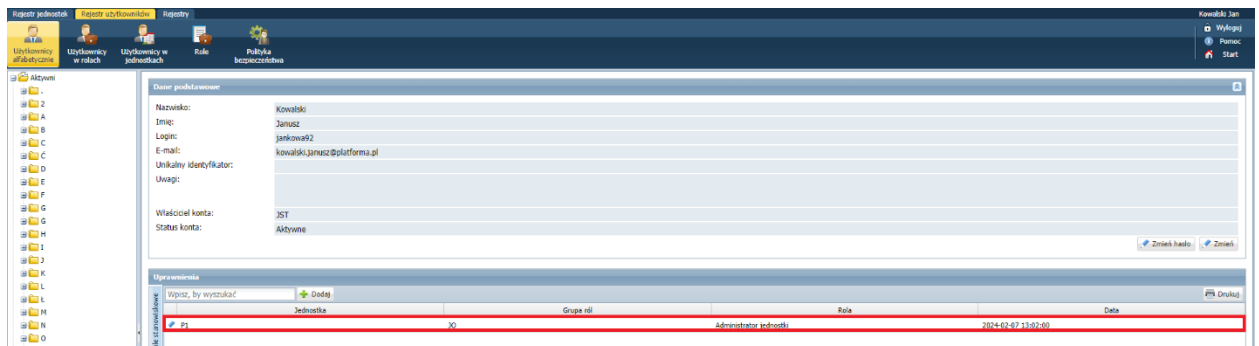 Rejestr jednostek Rejestr użytkowników Rejestry Kowalski Jan
Wyloguj
Pomoc
Start
Użytkownicy alfabetycznie
Użytkownicy w rolach
Użytkownicy w jednostkach
Role
Polityka bezpieczeństwa
Aktywni
.
2
A
B
C
Ć
D
E
F
G
G
H
I
J
K
L
Ł
M
N
O
Dane podstawowe
Nazwisko: Kowalski
Imię: Janusz
Login: jankowa92
E-mail: kowalski.janusz@platforma.pl
Unikalny identyfikator:
Uwagi:
Właściciel konta: JST
Status konta: Aktywne
Zmień hasło Zmień
Uprawnienia
Wpisz, by wyszukać Dodaj Drukuj
Jednostka Grupa ról Rola Data
P1 JO Administrator jednostki 2024-02-07 13:02:00